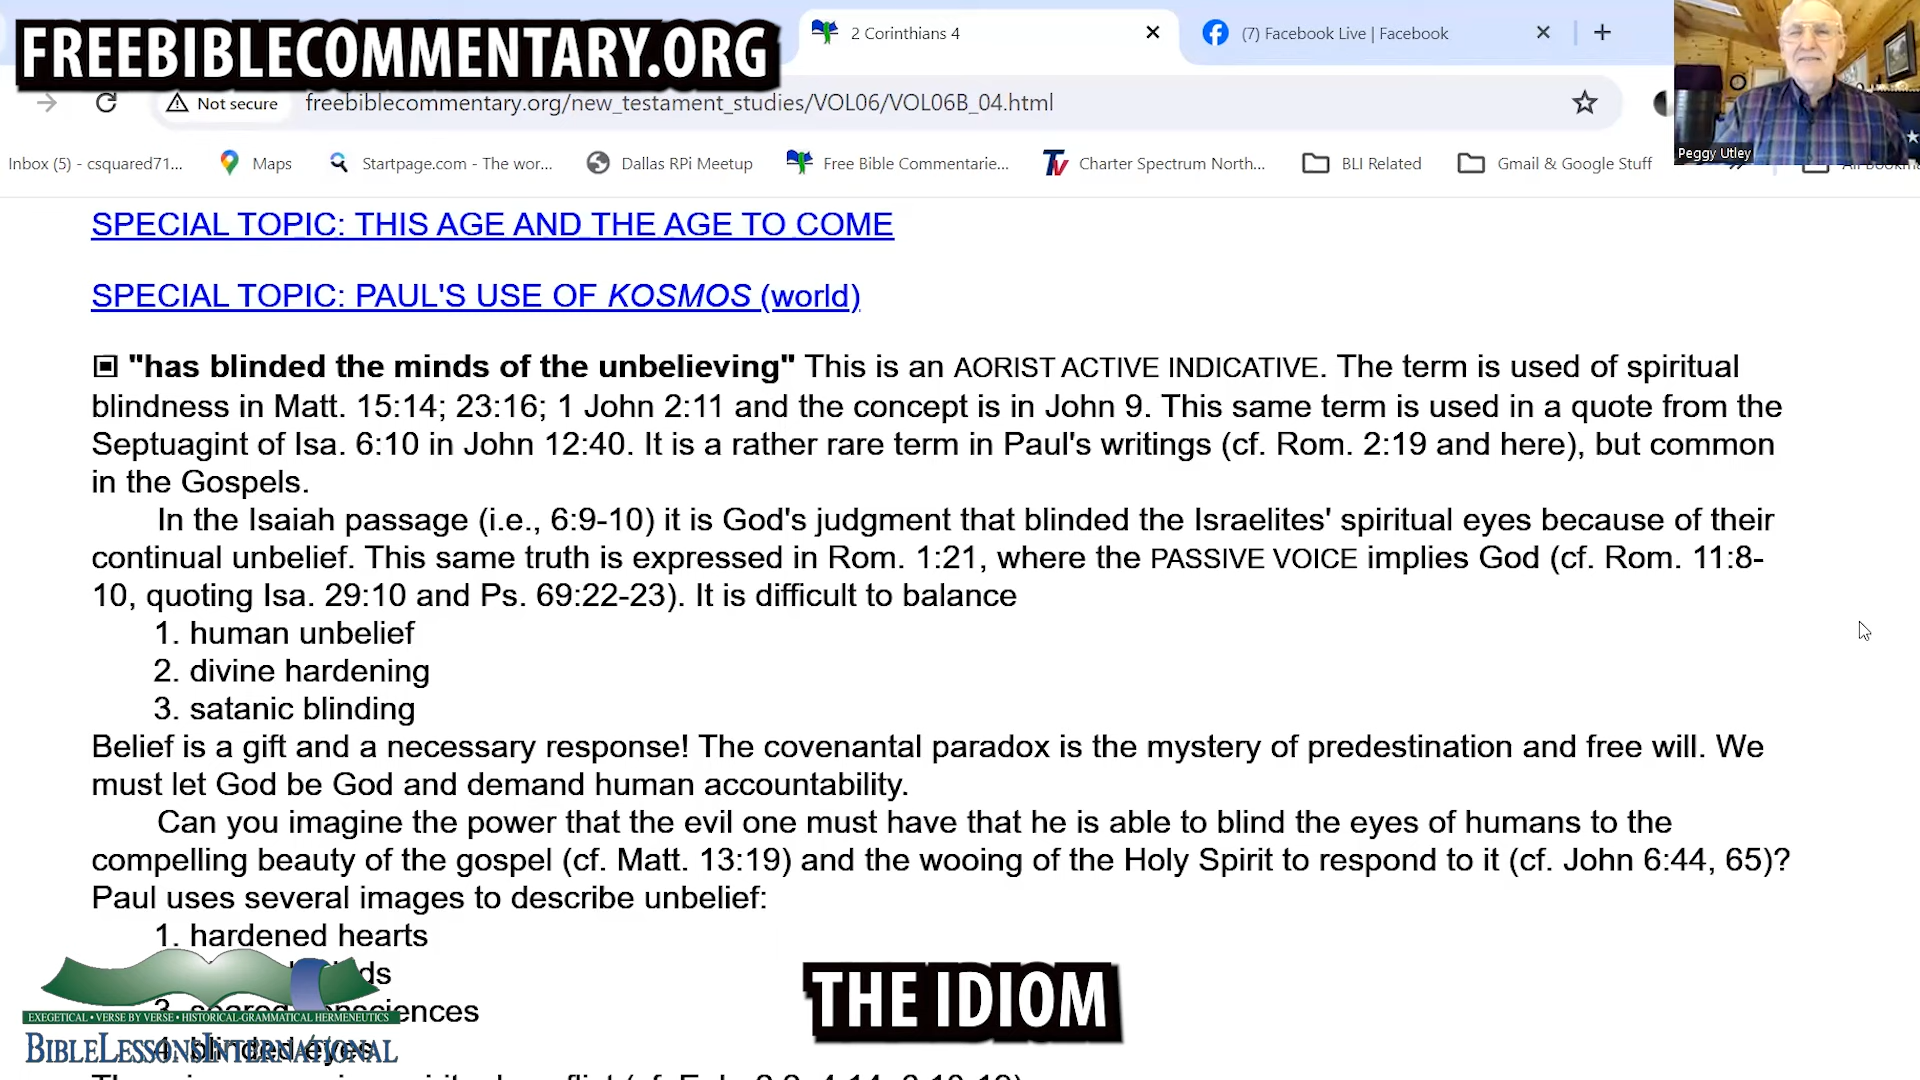 FREEBIBLECOMMENTARY.ORG
2 Corinthians 4
(7) Facebook Live | Facebook
Not secure
freebiblecommentary.org/new_testament_studies/VOL06/VOL06B_04.html
Peggy Utley
Inbox (5) - csquared71...
Maps
Startpage.com - The wor...
Dallas RPi Meetup
Free Bible Commentarie...
Charter Spectrum North...
BLI Related
Gmail & Google Stuff
SPECIAL TOPIC: THIS AGE AND THE AGE TO COME
SPECIAL TOPIC: PAUL'S USE OF KOSMOS (world)
"has blinded the minds of the unbelieving" This is an AORIST ACTIVE INDICATIVE. The term is used of spiritual
blindness in Matt. 15:14; 23:16; 1 John 2:11 and the concept is in John 9. This same term is used in a quote from the
Septuagint of Isa. 6:10 in John 12:40. It is a rather rare term in Paul's writings (cf. Rom. 2:19 and here), but common
in the Gospels.
In the Isaiah passage (i.e., 6:9-10) it is God's judgment that blinded the Israelites' spiritual eyes because of their
continual unbelief. This same truth is expressed in Rom. 1:21, where the PASSIVE VOICE implies God (cf. Rom. 11:8-
10, quoting Isa. 29:10 and Ps. 69:22-23). It is difficult to balance
1. human unbelief
2. divine hardening
3. satanic blinding
Belief is a gift and a necessary response! The covenantal paradox is the mystery of predestination and free will. We
must let God be God and demand human accountability.
Can you imagine the power that the evil one must have that he is able to blind the eyes of humans to the
compelling beauty of the gospel (cf. Matt. 13:19) and the wooing of the Holy Spirit to respond to it (cf. John 6:44, 65)?
Paul uses several images to describe unbelief:
1. hardened hearts
3. seared consciences
4. blinded eyes
EXEGETICAL • VERSE BY VERSE • HISTORICAL-GRAMMATICAL HERMENEUTICS
BIBLELESSONSINTERNATIONAL
THE IDIOM